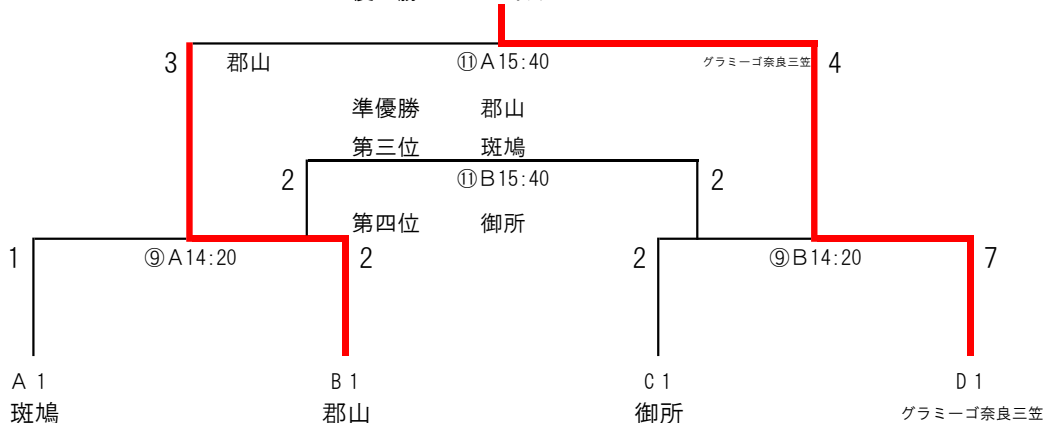 3 郡山 ⑪A15:40 グラミーゴ奈良三笠 4
準優勝 郡山
第三位 斑鳩
2 ⑪B15:40 2
第四位 御所
1 ⑨A14:20 2 2 ⑨B14:20 7
A1 B1 C1 D1
斑鳩 郡山 御所 グラミーゴ奈良三笠